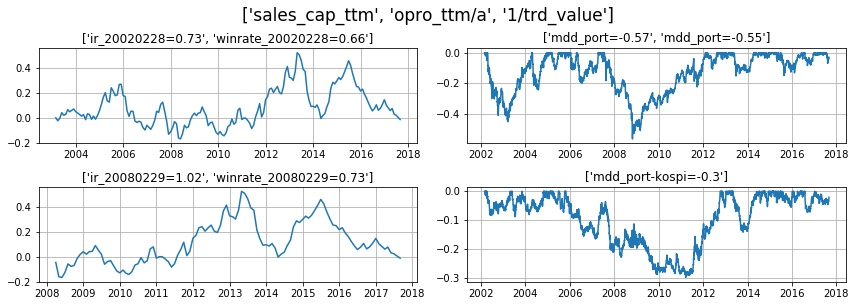 ['sales_cap_ttm', 'opro_ttm/a', '1/trd_value']
['ir_20020228=0.73', 'winrate_20020228=0.66']
0.4
0.2
0.0
-0.2
2004 2006 2008 2010 2012 2014 2016 2018
['mdd_port=-0.57', 'mdd_port=-0.55']
0.0
−0.2
−0.4
2002 2004 2006 2008 2010 2012 2014 2016 2018
['ir_20080229=1.02', 'winrate_20080229=0.73']
0.4
0.2
0.0
-0.2
2008 2009 2010 2011 2012 2013 2014 2015 2016 2017 2018
['mdd_port-kospi=-0.3']
0.0
−0.1
−0.2
−0.3
2002 2004 2006 2008 2010 2012 2014 2016 2018